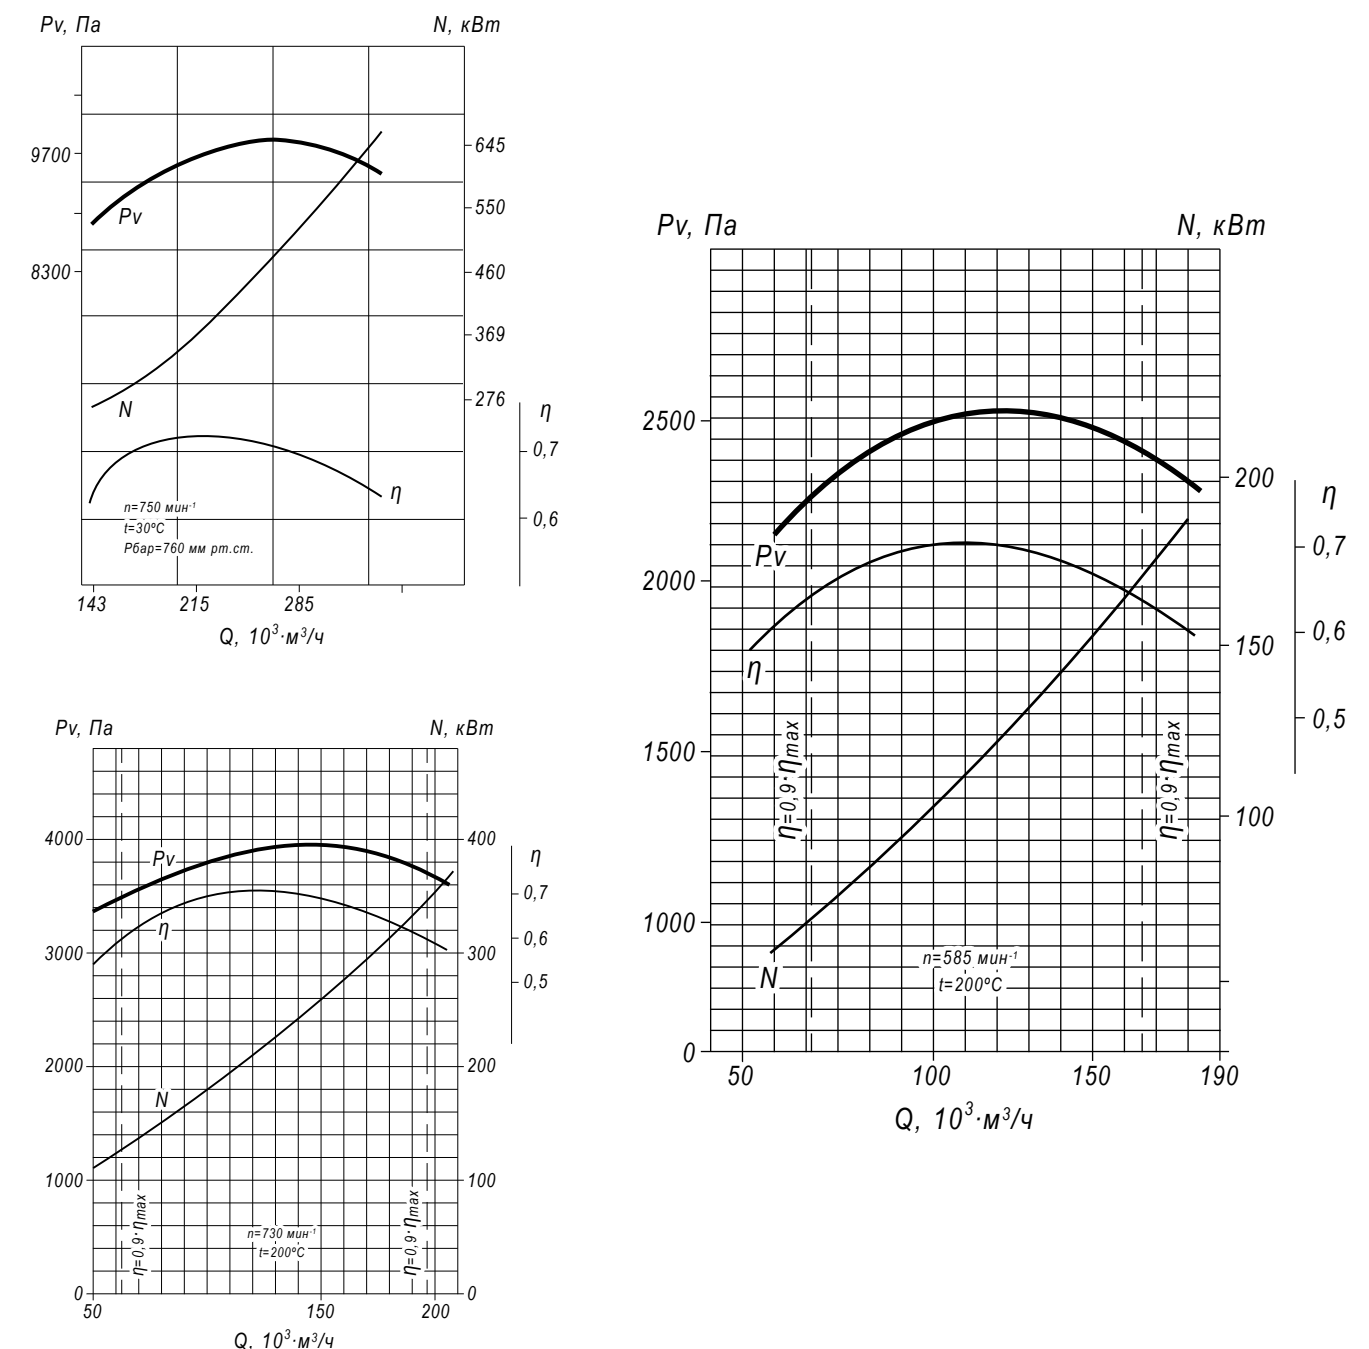 Pv, Па
N, кВт
9700
8300
645
550
460
369
276
η
0,7
0,6
Pv
N
η
n=750 мин⁻¹
t=30ºC
Рбар=760 мм рт.ст.
143 215 285
Q, 10³·м³/ч
Pv, Па
N, кВт
2500
2000
1500
1000
0
200
150
100
η
0,7
0,6
0,5
Pv
η
N
η=0,9·ηmax
η=0,9·ηmax
n=585 мин⁻¹
t=200ºC
50 100 150 190
Q, 10³·м³/ч
Pv, Па
N, кВт
4000
3000
2000
1000
0
400
300
200
100
0
η
0,7
0,6
0,5
Pv
η
N
η=0,9·ηmax
η=0,9·ηmax
n=730 мин⁻¹
t=200ºC
50 150 200
Q, 10³·м³/ч